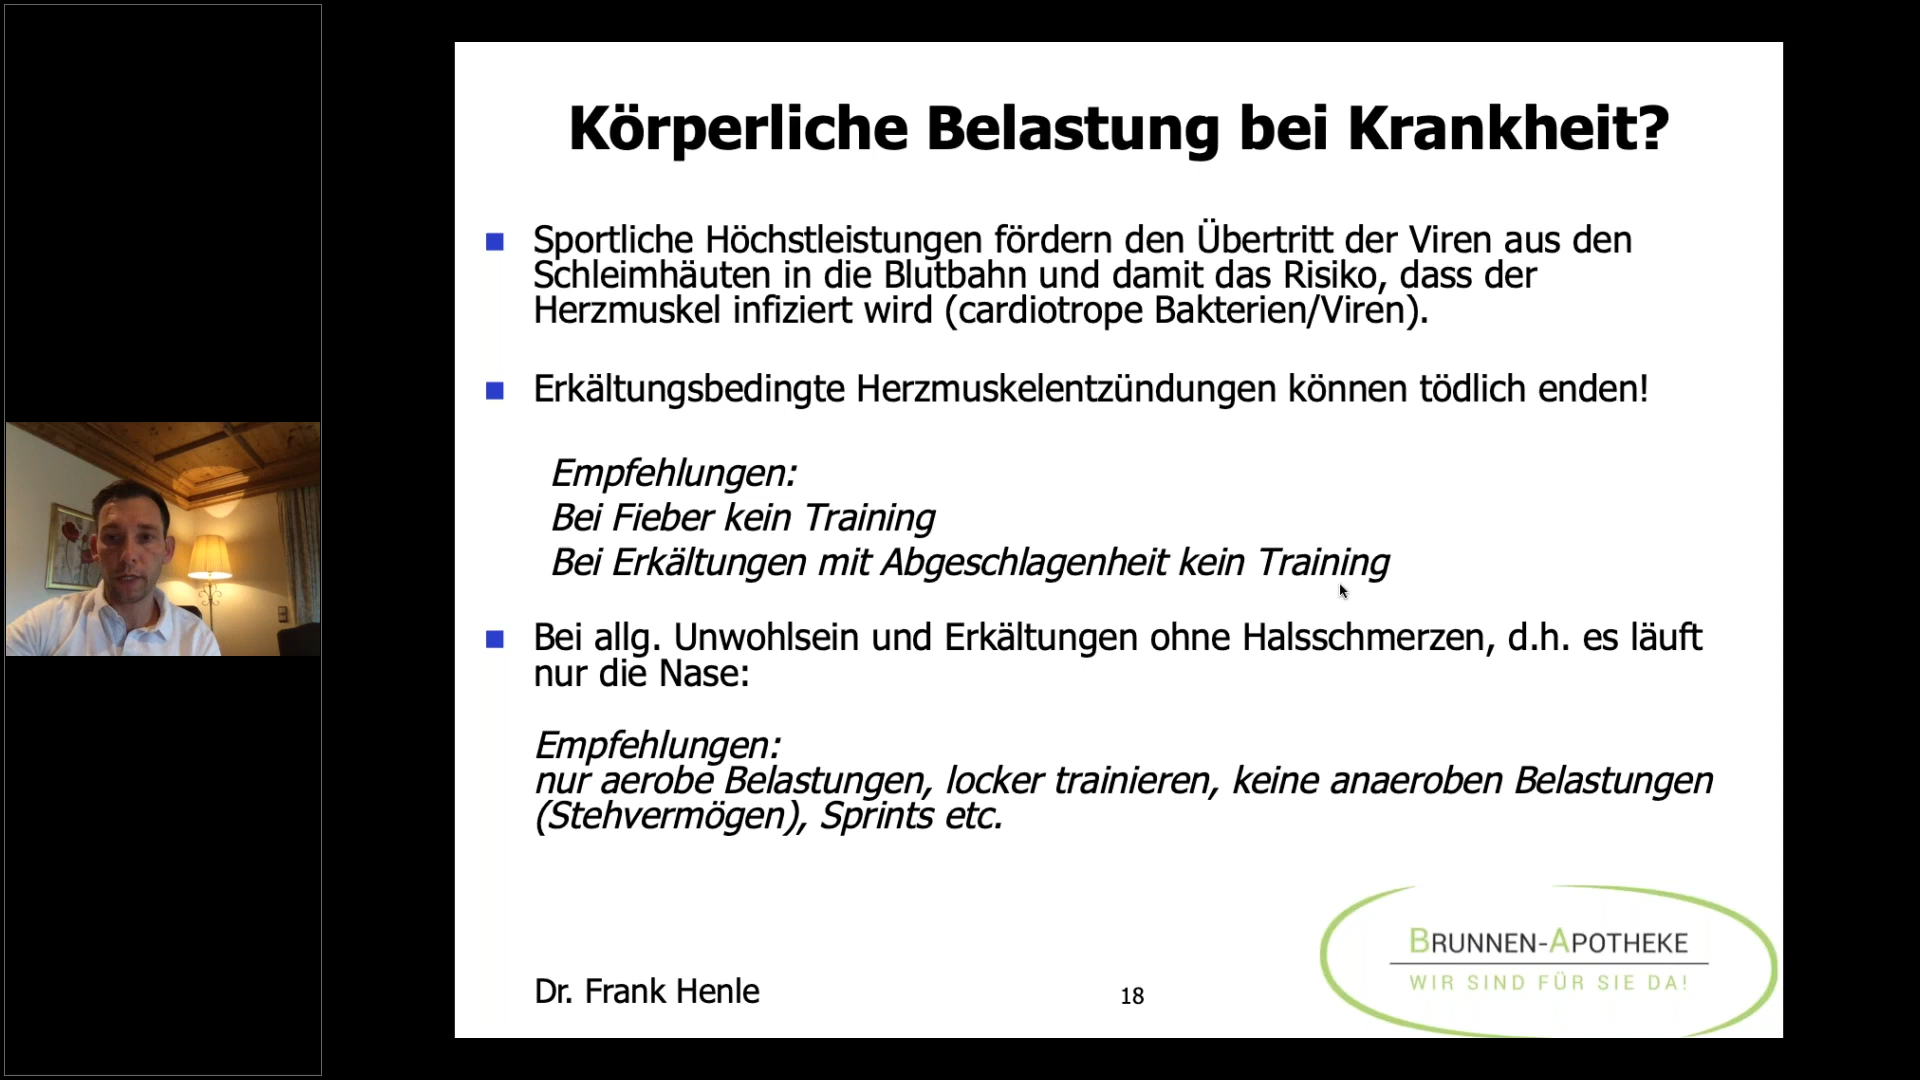 Körperliche Belastung bei Krankheit?
Sportliche Höchstleistungen fördern den Übertritt der Viren aus den
Schleimhäuten in die Blutbahn und damit das Risiko, dass der
Herzmuskel infiziert wird (cardiotrope Bakterien/Viren).
Erkältungsbedingte Herzmuskelentzündungen können tödlich enden!
Empfehlungen:
Bei Fieber kein Training
Bei Erkältungen mit Abgeschlagenheit kein Training
Bei allg. Unwohlsein und Erkältungen ohne Halsschmerzen, d.h. es läuft
nur die Nase:
Empfehlungen:
nur aerobe Belastungen, locker trainieren, keine anaeroben Belastungen
(Stehvermögen), Sprints etc.
BRUNNEN-APOTHEKE
WIR SIND FÜR SIE DA!
Dr. Frank Henle
18